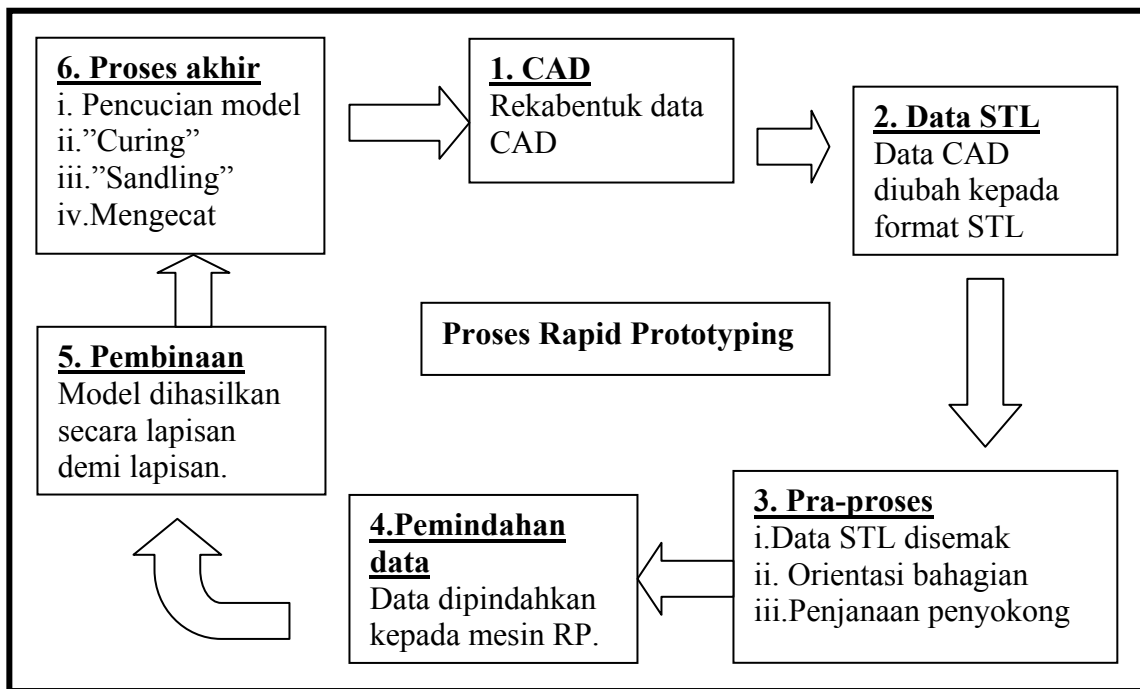 1. CAD
Rekabentuk data
CAD
2. Data STL
Data CAD
diubah kepada
format STL
3. Pra-proses
i.Data STL disemak
ii. Orientasi bahagian
iii.Penjanaan penyokong
4.Pemindahan
data
Data dipindahkan
kepada mesin RP.
5. Pembinaan
Model dihasilkan
secara lapisan
demi lapisan.
6. Proses akhir
i. Pencucian model
ii.”Curing”
iii.”Sandling”
iv.Mengecat
Proses Rapid Prototyping